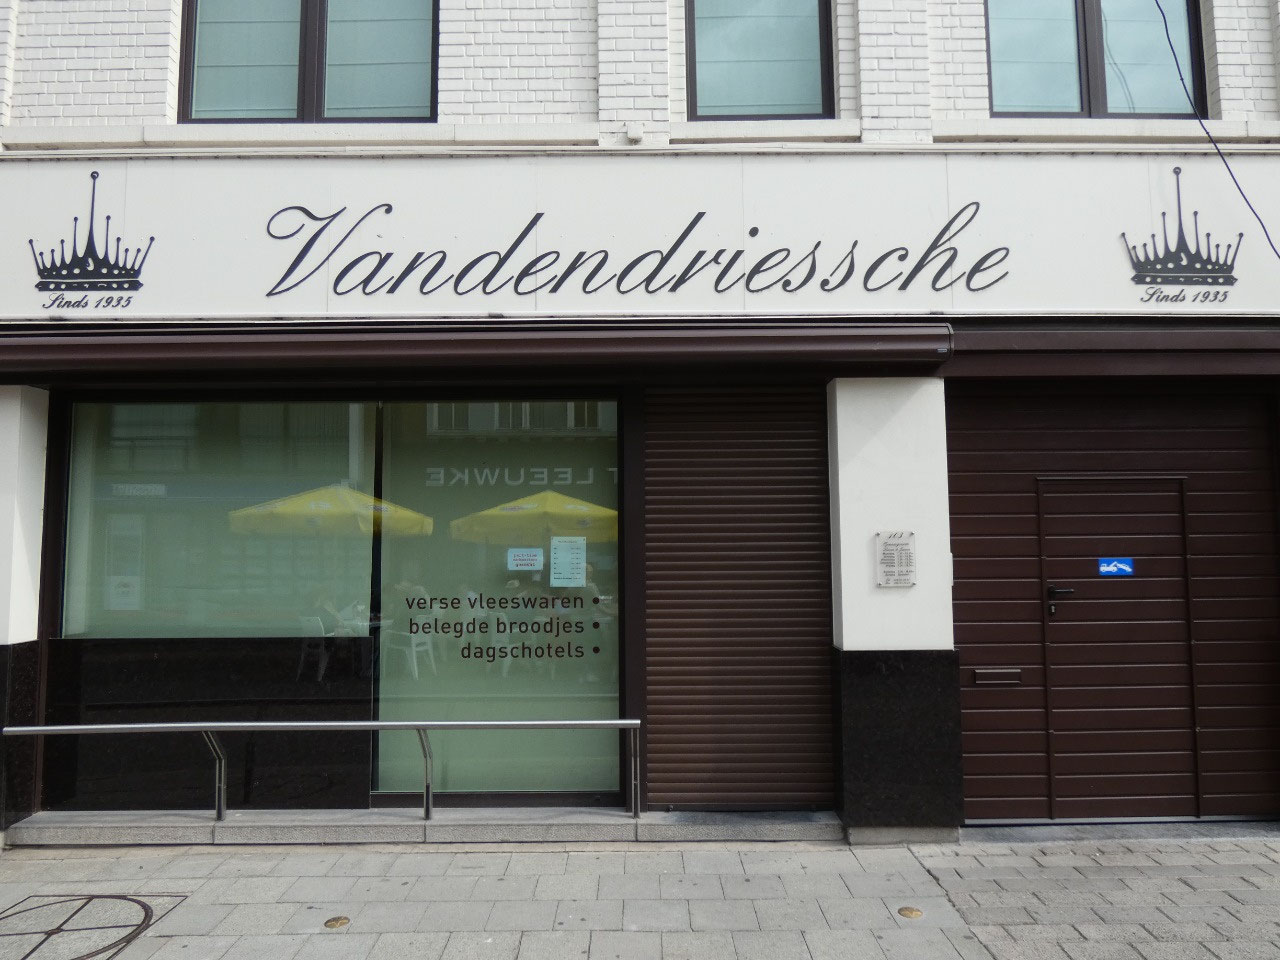 Vandendriessche
Sinds 1935
Sinds 1935
T LEEUWKE
verse vleeswaren •
belegde broodjes •
dagschotels •